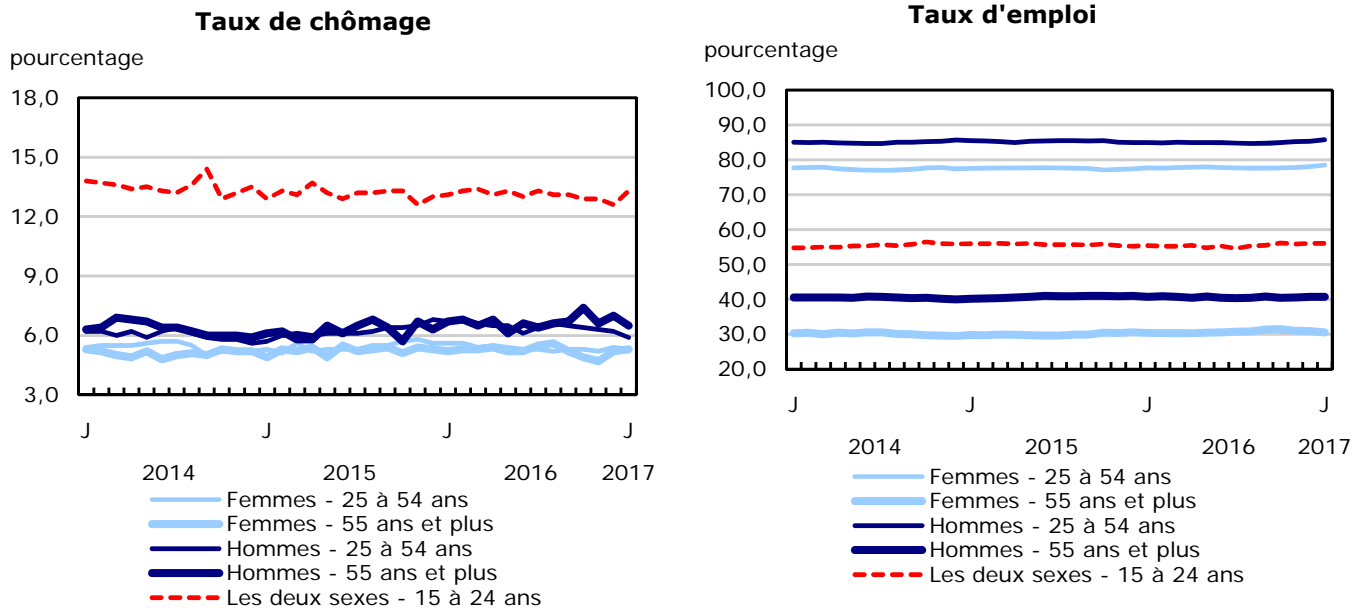 Taux de chômage
pourcentage
18,0
15,0
12,0
9,0
6,0
3,0
J
J
J
J
2014
2015
2016
2017
Femmes - 25 à 54 ans
Femmes - 55 ans et plus
Hommes - 25 à 54 ans
Hommes - 55 ans et plus
Les deux sexes - 15 à 24 ans
Taux d'emploi
pourcentage
100,0
90,0
80,0
70,0
60,0
50,0
40,0
30,0
20,0
J
J
J
J
2014
2015
2016
2017
Femmes - 25 à 54 ans
Femmes - 55 ans et plus
Hommes - 25 à 54 ans
Hommes - 55 ans et plus
Les deux sexes - 15 à 24 ans